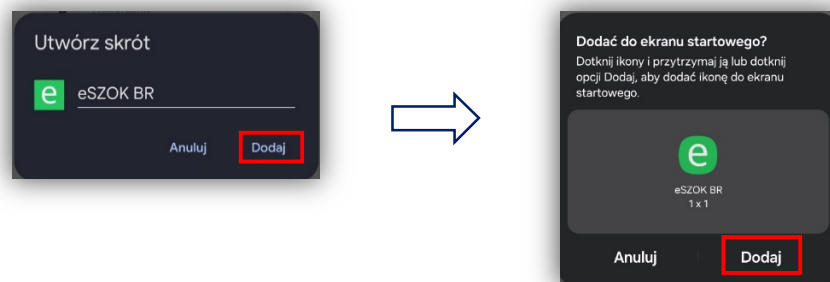 Utwórz skrót
e eSZOK BR
Anuluj Dodaj
Dodać do ekranu startowego?
Dotknij ikony i przytrzymaj ją lub dotknij
opcji Dodaj, aby dodać ikonę do ekranu
startowego.
e
eSZOK BR
1 x 1
Anuluj Dodaj